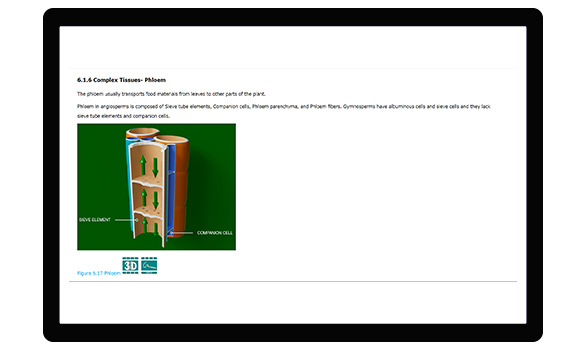 6.1.6 Complex Tissues- Phloem
The phloem usually transports food materials from leaves to other parts of the plant.
Phloem in angiosperms is composed of Sieve tube elements, Companion cells, Phloem parenchyma, and Phloem fibers. Gymnosperms have albuminous cells and sieve cells and they lack
sieve tube elements and companion cells.
SIEVE ELEMENT
COMPANION CELL
Figure 6.17 Phloem 3D